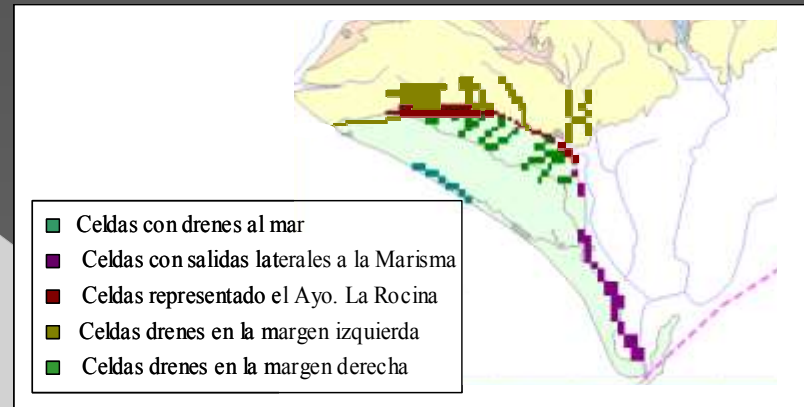 Celdas con drenes al mar
Celdas con salidas laterales a la Marisma
Celdas representado el Ayo. La Rocina
Celdas drenes en la margen izquierda
Celdas drenes en la margen derecha